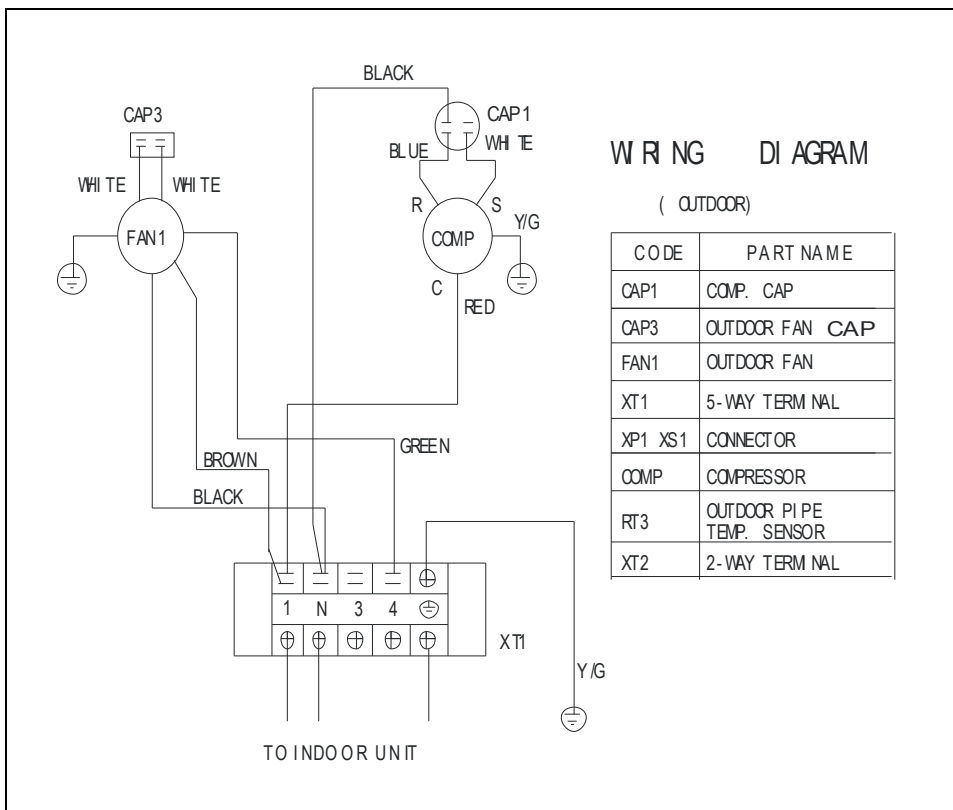 BLACK
CAP3
CAP1
WHITE
BLUE
WHITE
WHITE
R
S
Y/G
FAN1
COMP
C
RED
GREEN
BROWN
BLACK
1 N 3 4
XT1
Y/G
TO INDOOR UNIT
WIRING DIAGRAM
( OUTDOOR)
CODE PART NAME
CAP1 COMP. CAP
CAP3 OUTDOOR FAN CAP
FAN1 OUTDOOR FAN
XT1 5-WAY TERMINAL
XP1 XS1 CONNECTOR
COMP COMPRESSOR
RT3 OUTDOOR PIPE
TEMP. SENSOR
XT2 2-WAY TERMINAL